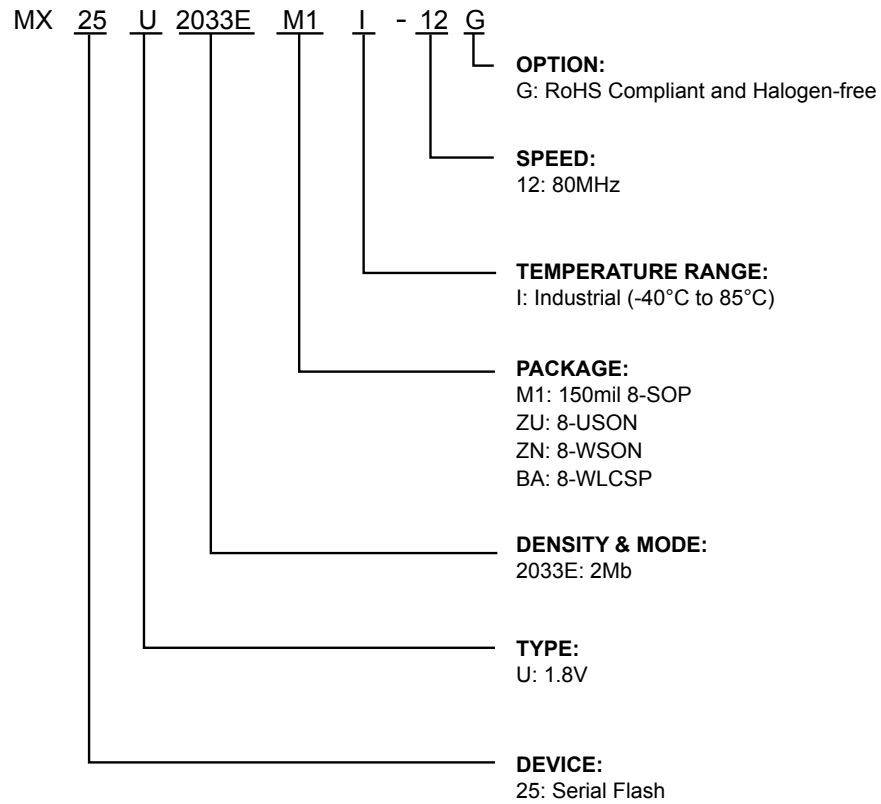 MX 25 U 2033E M1 I - 12 G
OPTION:
G: RoHS Compliant and Halogen-free
SPEED:
12: 80MHz
TEMPERATURE RANGE:
I: Industrial (-40°C to 85°C)
PACKAGE:
M1: 150mil 8-SOP
ZU: 8-USON
ZN: 8-WSON
BA: 8-WLCSP
DENSITY & MODE:
2033E: 2Mb
TYPE:
U: 1.8V
DEVICE:
25: Serial Flash